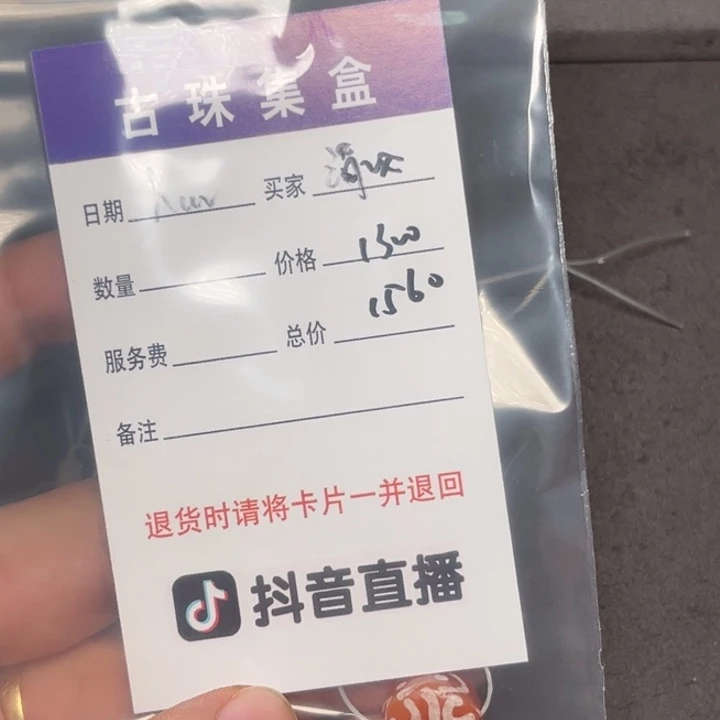 古珠集盒
日期 买家
数量 价格 1500
服务费 总价 1560
备注
退货时请将卡片一并退回
抖音直播